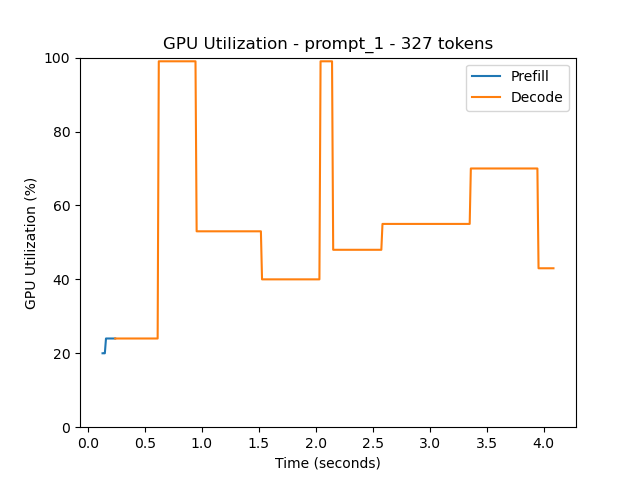 GPU Utilization - prompt_1 - 327 tokens
Prefill
Decode
GPU Utilization (%)
100
80
60
40
20
0
0.0 0.5 1.0 1.5 2.0 2.5 3.0 3.5 4.0
Time (seconds)